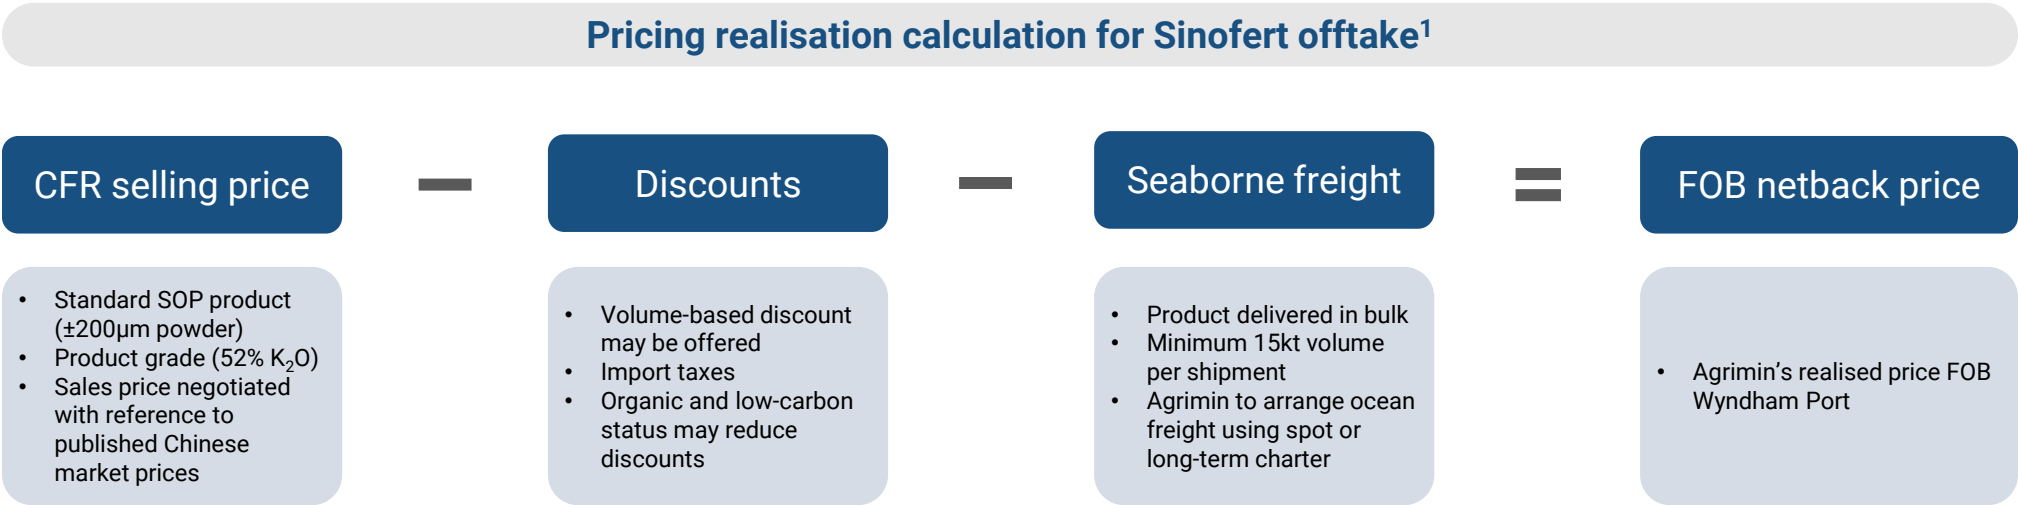 Pricing realisation calculation for Sinofert offtake¹
CFR selling price
–
Discounts
–
Seaborne freight
=
FOB netback price
• Standard SOP product
(±200µm powder)
• Product grade (52% K₂O)
• Sales price negotiated
with reference to
published Chinese
market prices
• Volume-based discount
may be offered
• Import taxes
• Organic and low-carbon
status may reduce
discounts
• Product delivered in bulk
• Minimum 15kt volume
per shipment
• Agrimin to arrange ocean
freight using spot or
long-term charter
• Agrimin’s realised price FOB
Wyndham Port